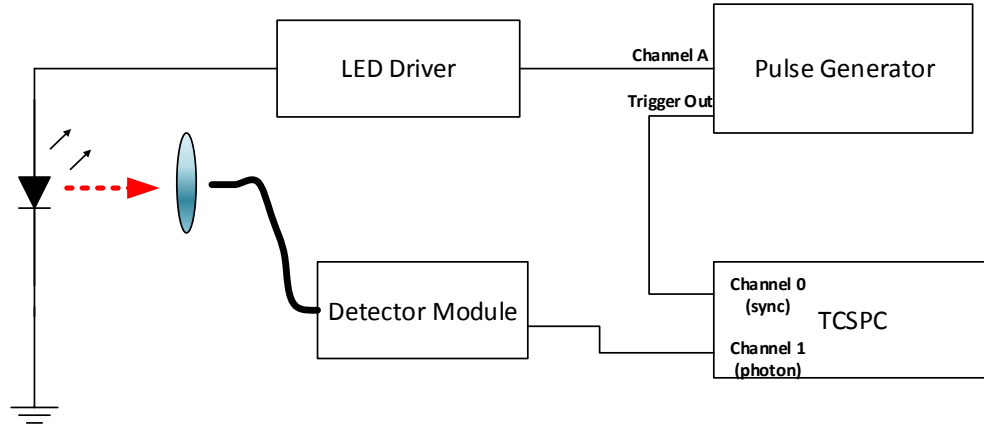 LED Driver
Channel A
Pulse Generator
Trigger Out
Detector Module
Channel 0
(sync)
TCSPC
Channel 1
(photon)